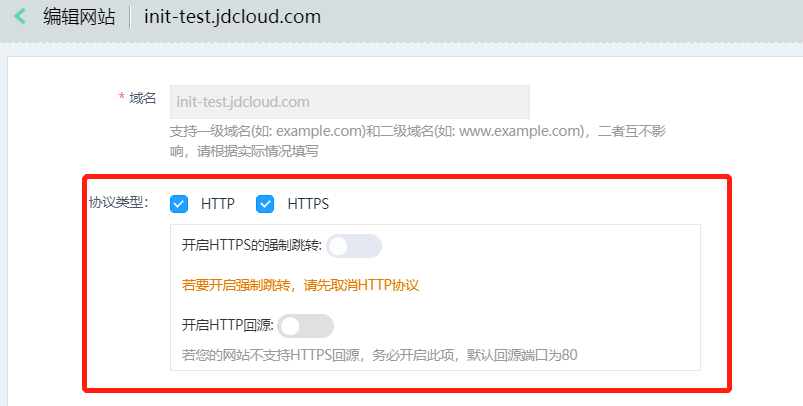 编辑网站 init-test.jdcloud.com
* 域名 init-test.jdcloud.com
支持一级域名(如: example.com)和二级域名(如: www.example.com)，二者互不影
响，请根据实际情况填写
协议类型： HTTP HTTPS
开启HTTPS的强制跳转:
若要开启强制跳转，请先取消HTTP协议
开启HTTP回源:
若您的网站不支持HTTPS回源，务必开启此项，默认回源端口为80